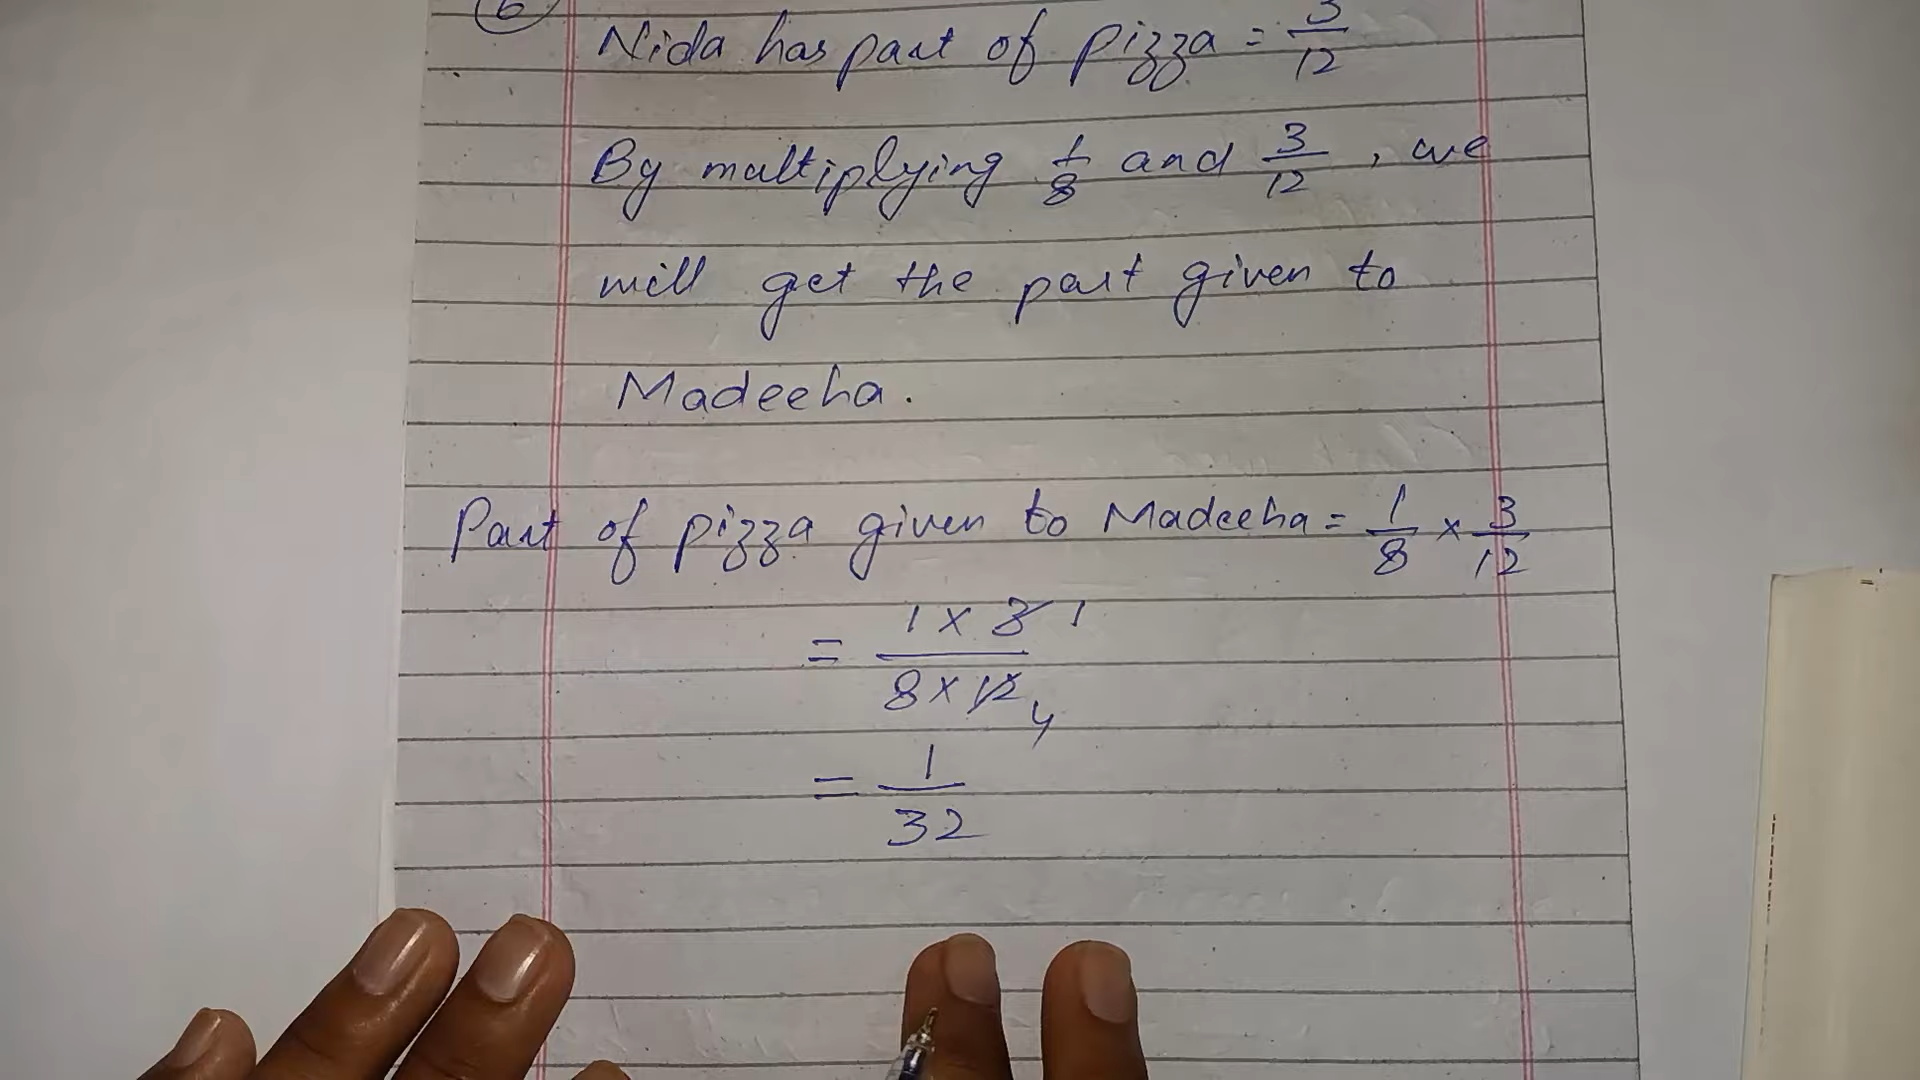 6
Nida has part of pizza = 3/12
By multiplying 1/8 and 3/12, we
will get the part given to
Madeeha.
Part of pizza given to Madeeha = 1/8 × 3/12
= 1 × 3 1 / 8 × 12 4
= 1/32